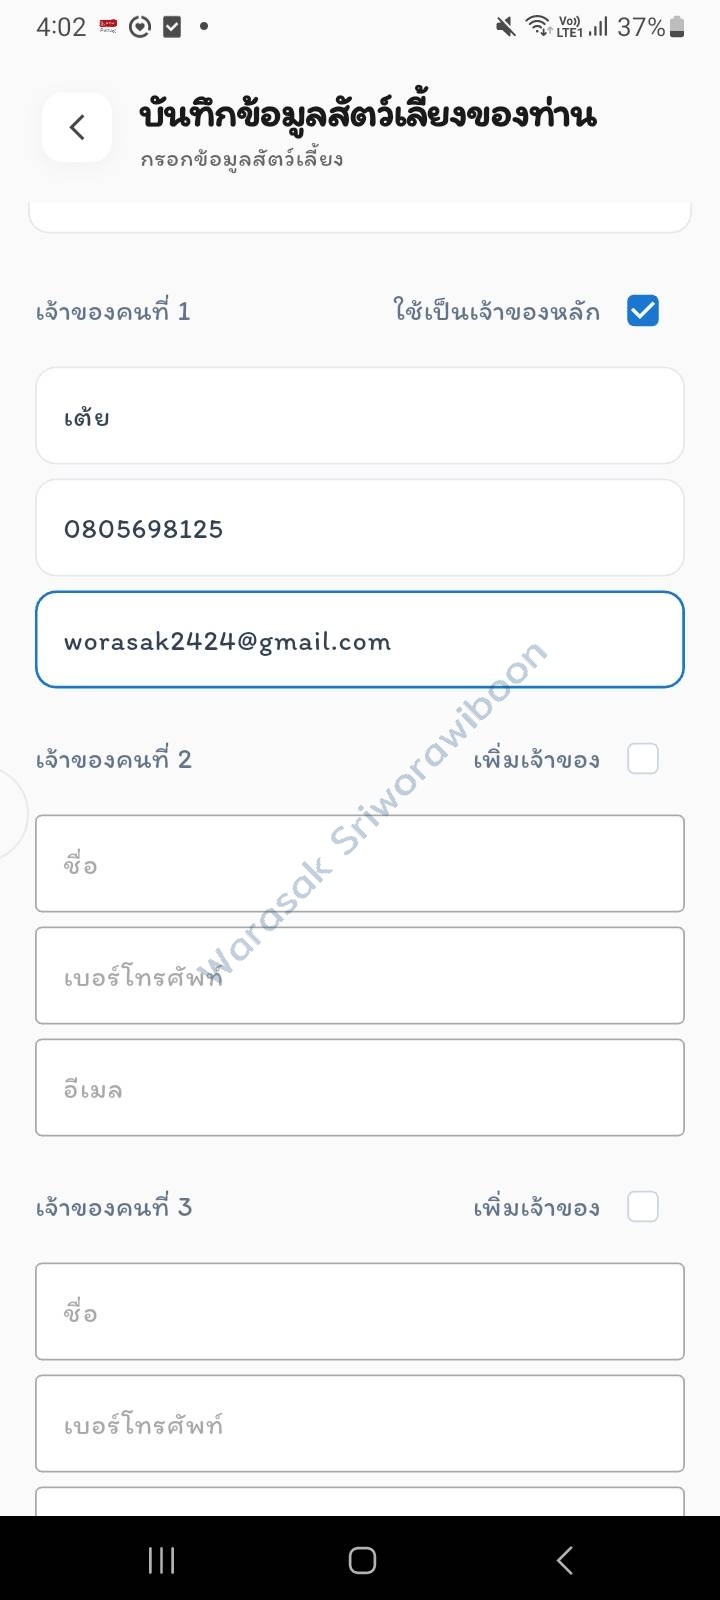 4:02
Vo)) LTE1 37%
บันทึกข้อมูลสัตว์เลี้ยงของท่าน
กรอกข้อมูลสัตว์เลี้ยง
เจ้าของคนที่ 1 ใช้เป็นเจ้าของหลัก
เต้ย
0805698125
worasak2424@gmail.com
Warasak Sriworawiboon
เจ้าของคนที่ 2 เพิ่มเจ้าของ
ชื่อ
เบอร์โทรศัพท์
อีเมล
เจ้าของคนที่ 3 เพิ่มเจ้าของ
ชื่อ
เบอร์โทรศัพท์